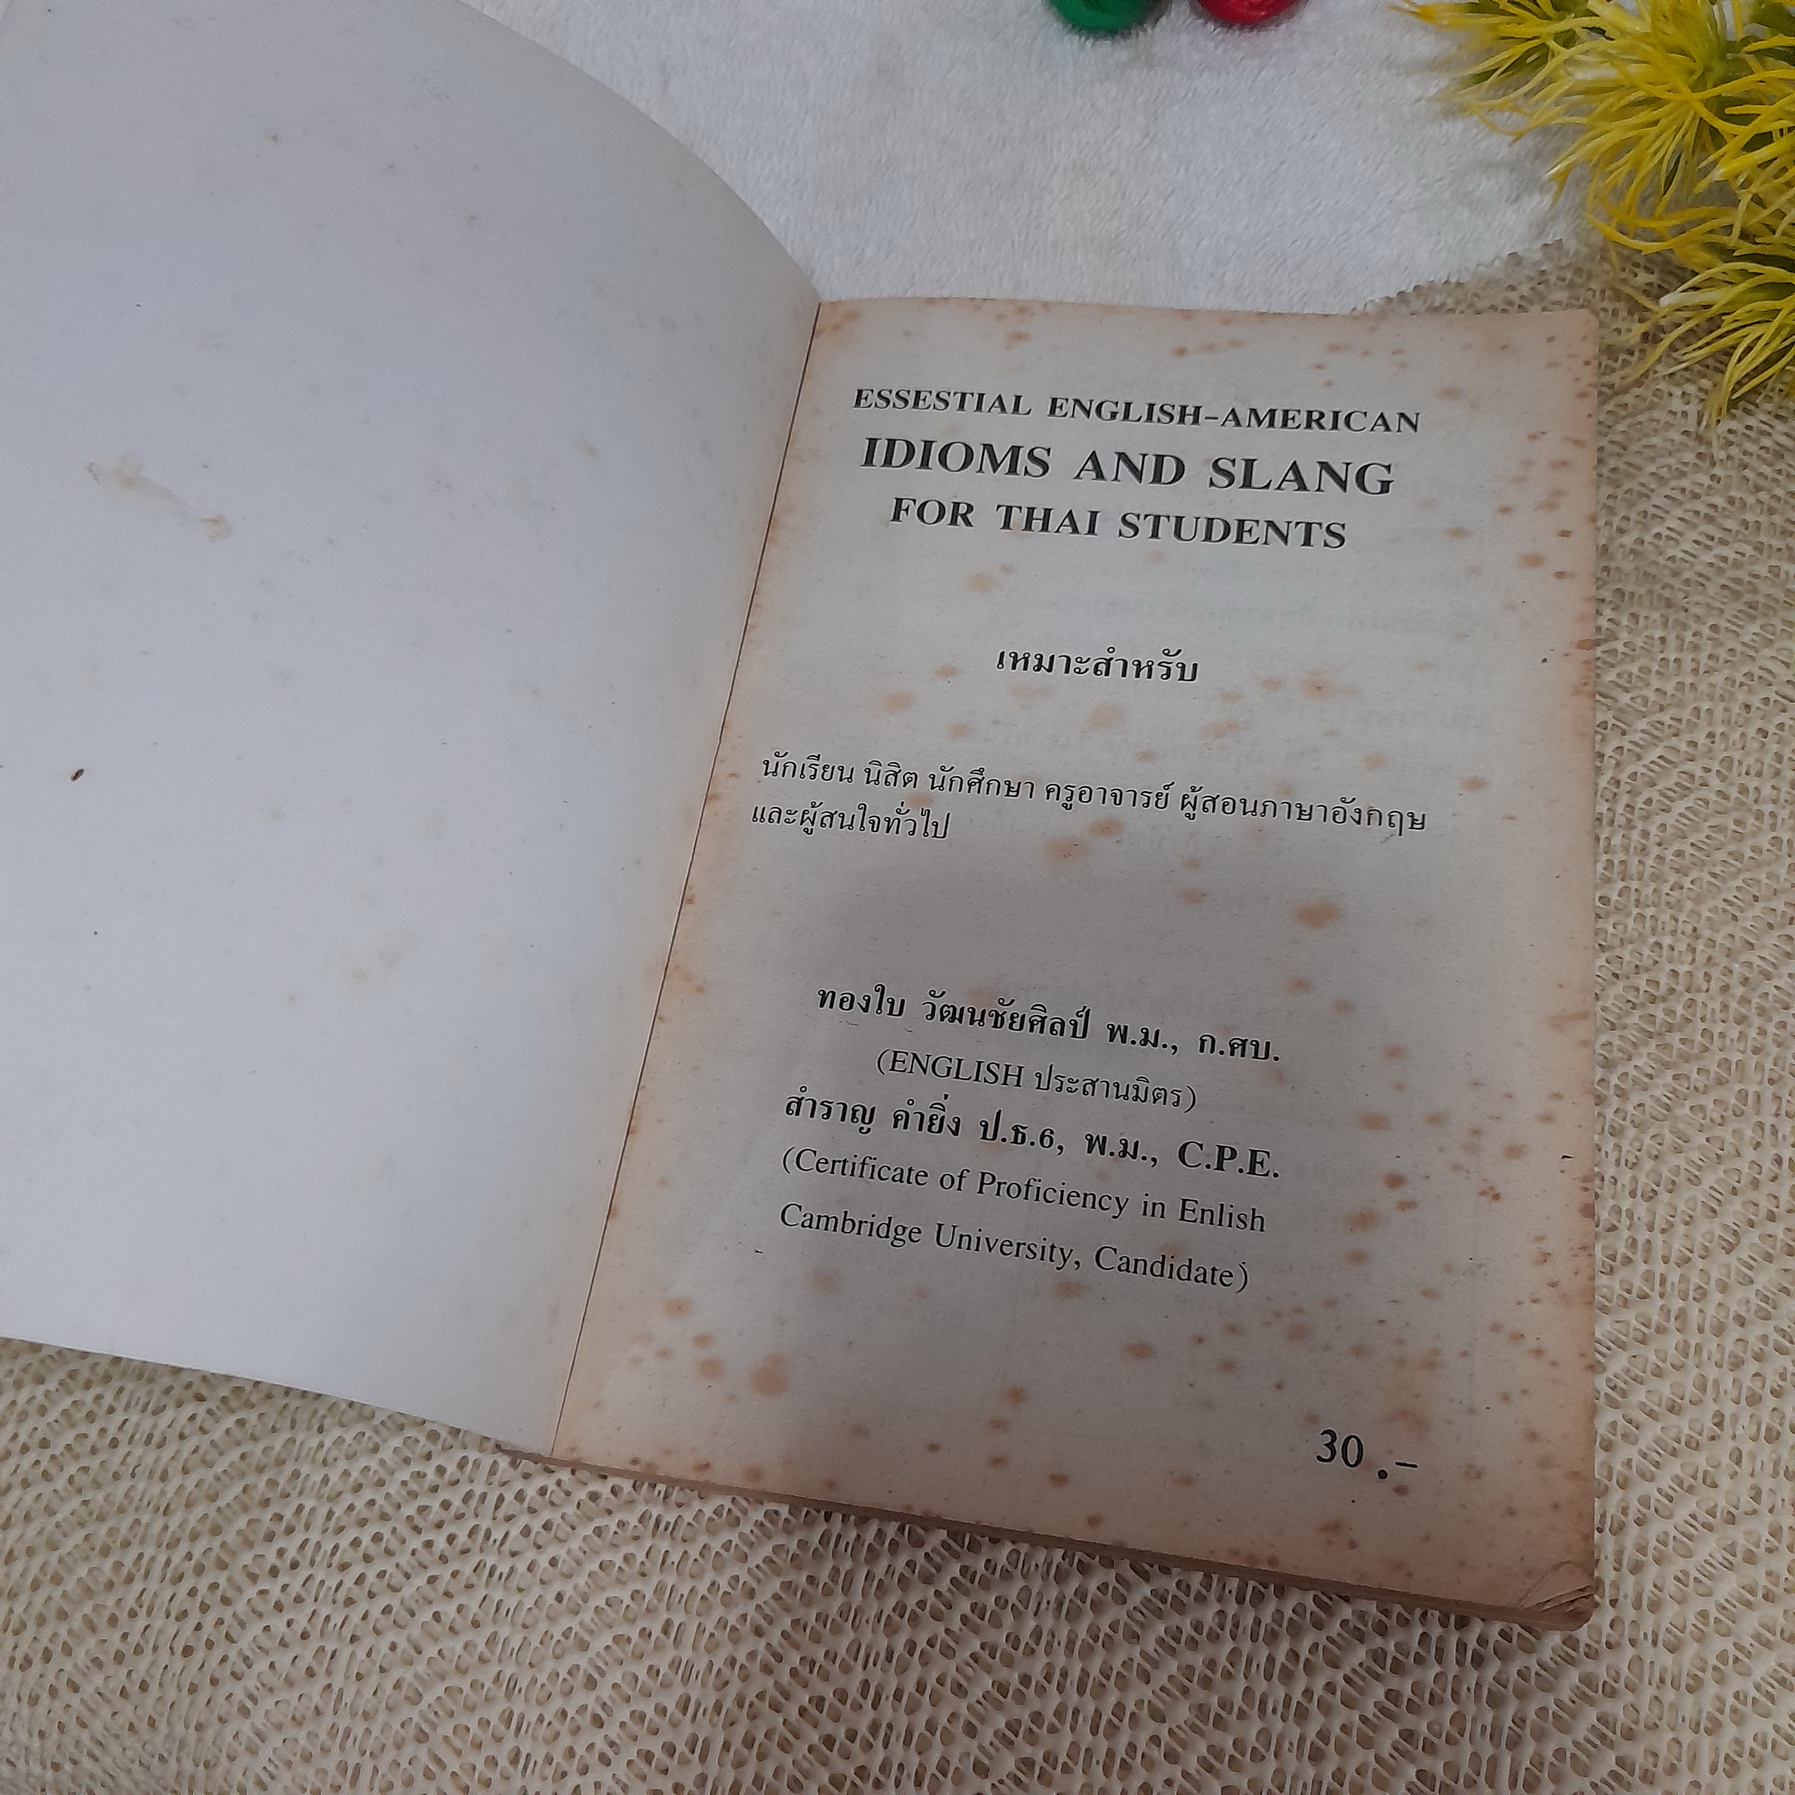 ESSESTIAL ENGLISH-AMERICAN
IDIOMS AND SLANG
FOR THAI STUDENTS
เหมาะสำหรับ
นักเรียน นิสิต นักศึกษา ครูอาจารย์ ผู้สอนภาษาอังกฤษ
และผู้สนใจทั่วไป
ทองใบ วัฒนชัยศิลป์ พ.ม., ก.ศบ.
(ENGLISH ประสานมิตร)
สำราญ คำยิ่ง ป.ธ.6, พ.ม., C.P.E.
(Certificate of Proficiency in Enlish
Cambridge University, Candidate)
30.-